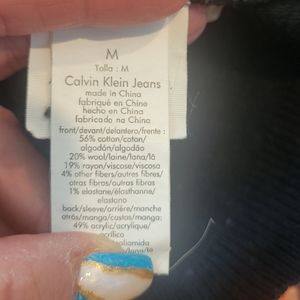 M
Talla : M
Calvin Klein Jeans
made in China
fabriqué en Chine
hecho en China
fabricado na China
front/devant/delantero/frente :
56% cotton/coton/
algodón/algodão
20% wool/laine/lana/lã
19% rayon/viscose/viscosa
4% other fibers/autres fibres/
otras fibras/outras fibras
1% elastane/élasthanne/
elastano
back/sleeve/arrière/manche
atrás/manga/costas/manga:
49% acrylic/acrylique/
acrílico